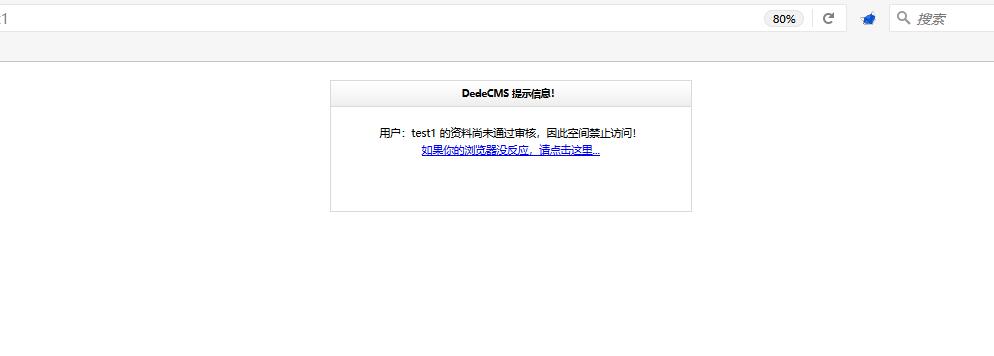 1
80%
搜索
DedeCMS 提示信息!
用户：test1 的资料尚未通过审核，因此空间禁止访问！
如果你的浏览器没反应，请点击这里...